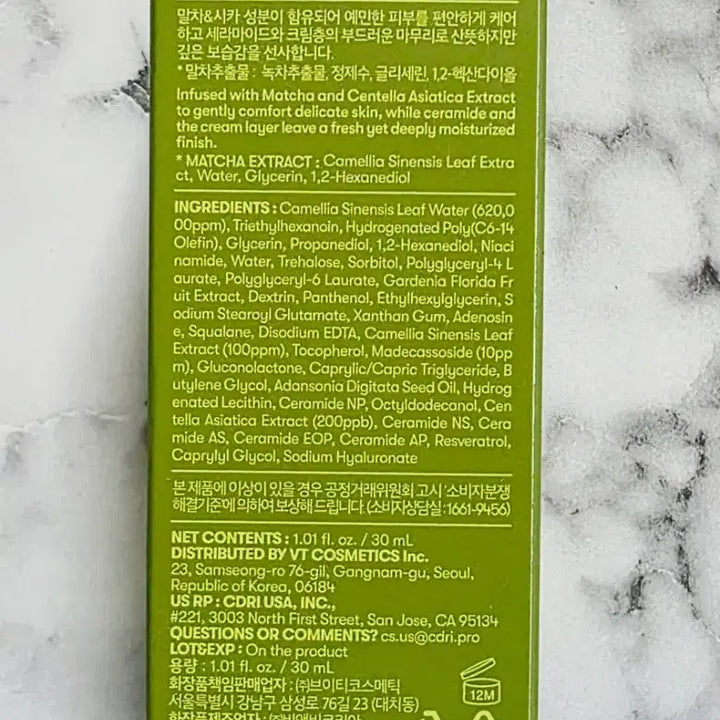 말차&시카 성분이 함유되어 예민한 피부를 편안하게 케어
하고 세라마이드와 크림층의 부드러운 마무리로 산뜻하지만
깊은 보습감을 선사합니다.
* 말차추출물 : 녹차추출물, 정제수, 글리세린, 1,2-헥산다이올
Infused with Matcha and Centella Asiatica Extract
to gently comfort delicate skin, while ceramide and
the cream layer leave a fresh yet deeply moisturized
finish.
* MATCHA EXTRACT : Camellia Sinensis Leaf Extra
ct, Water, Glycerin, 1,2-Hexanediol
INGREDIENTS : Camellia Sinensis Leaf Water (620,0
00ppm), Triethylhexanoin, Hydrogenated Poly(C6-14
Olefin), Glycerin, Propanediol, 1,2-Hexanediol, Niaci
namide, Water, Trehalose, Sorbitol, Polyglyceryl-4 L
aurate, Polyglyceryl-6 Laurate, Gardenia Florida Fr
uit Extract, Dextrin, Panthenol, Ethylhexylglycerin, S
odium Stearoyl Glutamate, Xanthan Gum, Adenosin
e, Squalane, Disodium EDTA, Camellia Sinensis Leaf
Extract (100ppm), Tocopherol, Madecassoside (10pp
m), Gluconolactone, Caprylic/Capric Triglyceride, B
utylene Glycol, Adansonia Digitata Seed Oil, Hydrog
enated Lecithin, Ceramide NP, Octyldodecanol, Cen
tella Asiatica Extract (200ppb), Ceramide NS, Cera
mide AS, Ceramide EOP, Ceramide AP, Resveratrol,
Caprylyl Glycol, Sodium Hyaluronate
본 제품에 이상이 있을 경우 공정거래위원회 고시 '소비자분쟁
해결기준'에 의하여 보상해 드립니다. (소비자상담실 : 1661-9456)
NET CONTENTS : 1.01 fl. oz. / 30 mL
DISTRIBUTED BY VT COSMETICS Inc.
23, Samseong-ro 76-gil, Gangnam-gu, Seoul,
Republic of Korea, 06184
US RP : CDRI USA, INC.,
#221, 3003 North First Street, San Jose, CA 95134
QUESTIONS OR COMMENTS? cs.us@cdri.pro
LOT&EXP : On the product
용량 : 1.01 fl. oz. / 30 mL
화장품책임판매업자 : (주)브이티코스메틱
서울특별시 강남구 삼성로 76길 23 (대치동)
12M